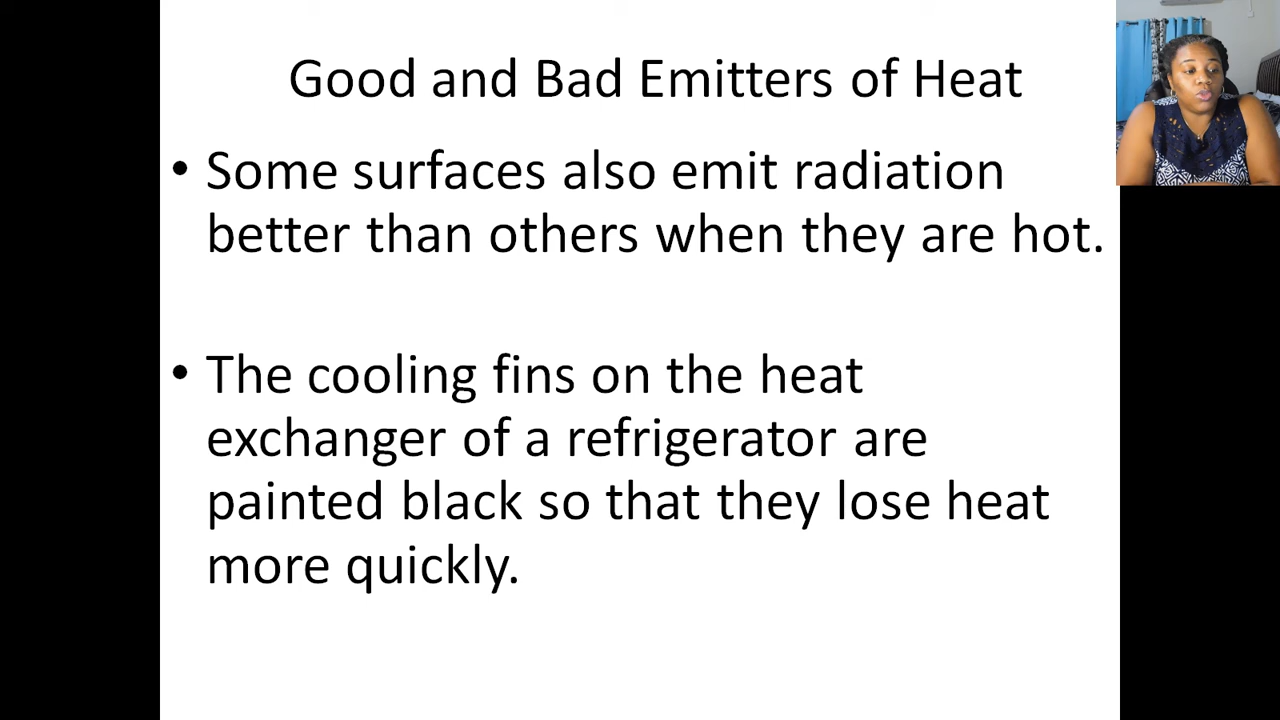 Good and Bad Emitters of Heat
• Some surfaces also emit radiation
better than others when they are hot.
• The cooling fins on the heat
exchanger of a refrigerator are
painted black so that they lose heat
more quickly.